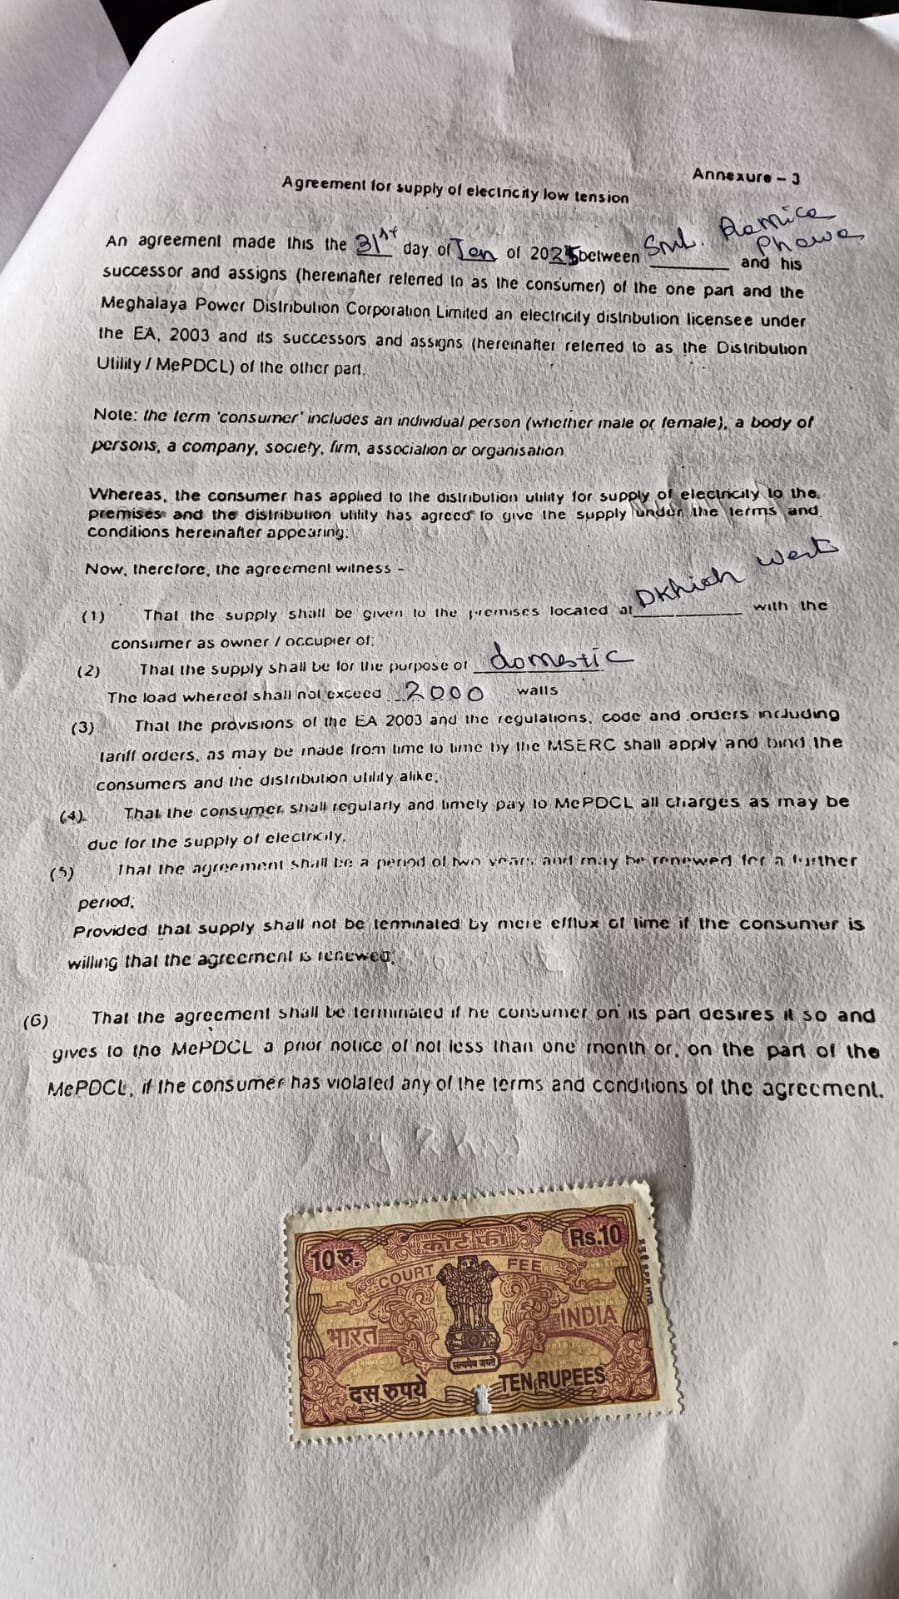 Annexure – 3
Agreement for supply of electricity low tension
An agreement made this the 31st day of Jan of 2025 between Smt. Phawa
and his
successor and assigns (hereinafter referred to as the consumer) of the one part and the
Meghalaya Power Distribution Corporation Limited an electricity distribution licensee under
the EA, 2003 and its successors and assigns (hereinafter referred to as the Distribution
Utility / MePDCL) of the other part.
Note: the term 'consumer' includes an individual person (whether male or female), a body of
persons, a company, society, firm, association or organisation
Whereas, the consumer has applied to the distribution utility for supply of electricity to the
premises and the distribution utility has agreed to give the supply under the terms and
conditions hereinafter appearing:
Now, therefore, the agreement witness –
(1) That the supply shall be given to the premises located at Dkhiah West with the
consumer as owner / occupier of;
(2) That the supply shall be for the purpose of domestic
The load whereof shall not exceed 2000 watts
(3) That the provisions of the EA 2003 and the regulations, code and orders including
tariff orders, as may be made from time to time by the MSERC shall apply and bind the
consumers and the distribution utility alike;
(4) That the consumer shall regularly and timely pay to MePDCL all charges as may be
due for the supply of electricity.
(5) That the agreement shall be a period of two years and may be renewed for a further
period;
Provided that supply shall not be terminated by mere efflux of time if the consumer is
willing that the agreement is renewed;
(6) That the agreement shall be terminated if he consumer on its part desires it so and
gives to the MePDCL a prior notice of not less than one month or, on the part of the
MePDCL, if the consumer has violated any of the terms and conditions of the agreement.
10रु. कोर्ट फी Rs.10
COURT FEE
भारत INDIA
सत्यमेव जयते
दस रुपये TEN RUPEES